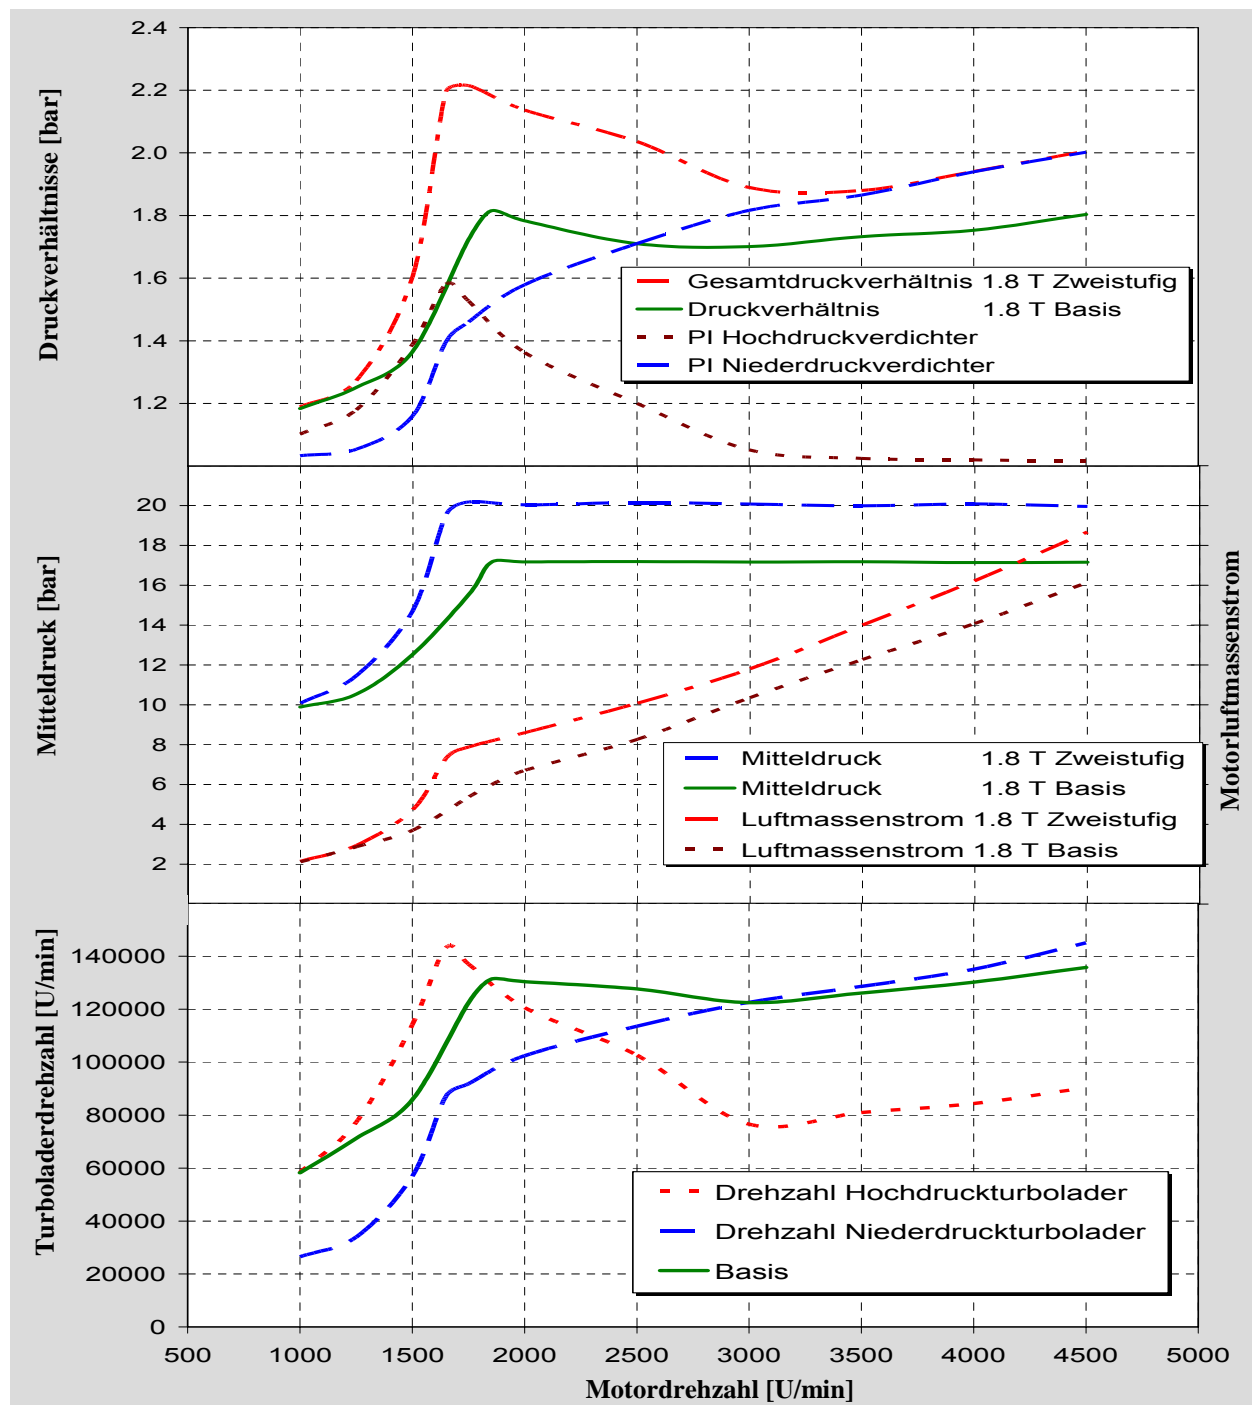 Druckverhältnisse [bar]
2.4
2.2
2.0
1.8
1.6
1.4
1.2
Gesamtdruckverhältnis 1.8 T Zweistufig
Druckverhältnis 1.8 T Basis
PI Hochdruckverdichter
PI Niederdruckverdichter
Mitteldruck [bar]
20
18
16
14
12
10
8
6
4
2
Motorluftmassenstrom
Mitteldruck 1.8 T Zweistufig
Mitteldruck 1.8 T Basis
Luftmassenstrom 1.8 T Zweistufig
Luftmassenstrom 1.8 T Basis
Turboladerdrehzahl [U/min]
140000
120000
100000
80000
60000
40000
20000
0
Drehzahl Hochdruckturbolader
Drehzahl Niederdruckturbolader
Basis
500 1000 1500 2000 2500 3000 3500 4000 4500 5000
Motordrehzahl [U/min]